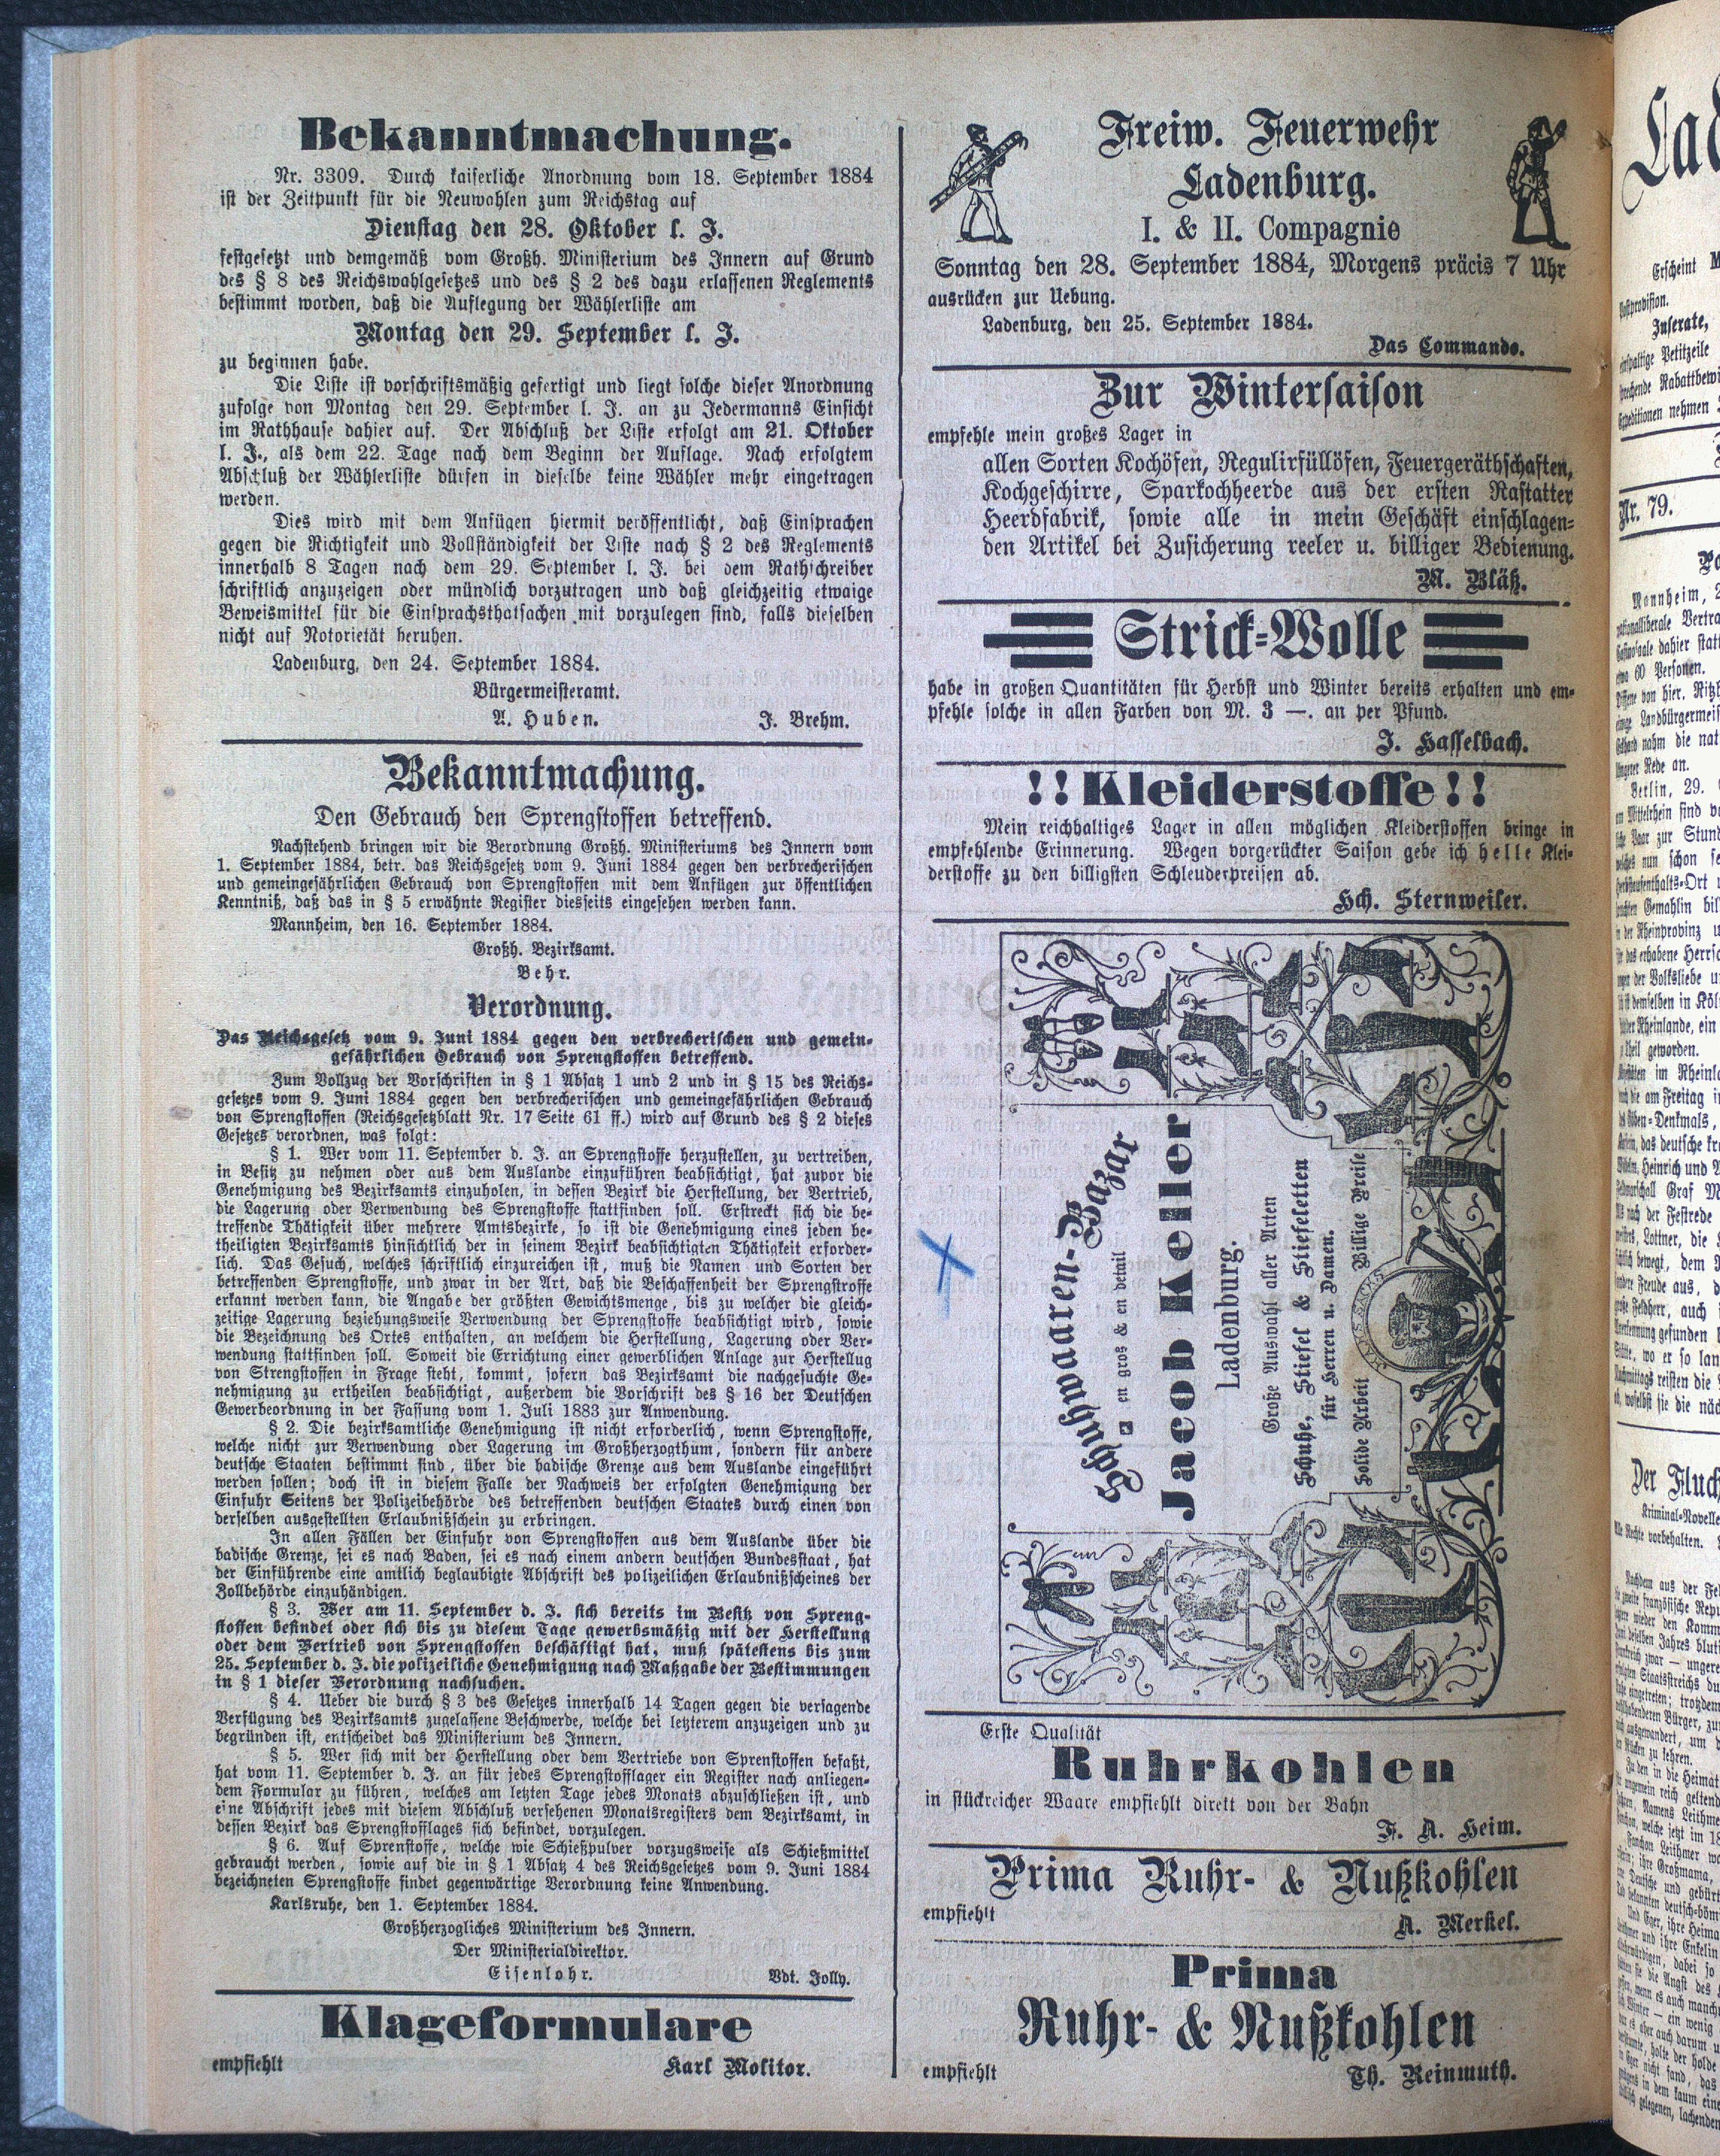 Bekanntmachung.
Nr. 3309. Durch kaiserliche Anordnung vom 18. September 1884
ist der Zeitpunkt für die Neuwahlen zum Reichstag auf
Dienstag den 28. Oktober l. J.
festgesetzt und demgemäß vom Großh. Ministerium des Innern auf Grund
des § 8 des Reichswahlgesetzes und des § 2 des dazu erlassenen Reglements
bestimmt worden, daß die Auflegung der Wählerliste am
Montag den 29. September l. J.
zu beginnen habe.
Die Liste ist vorschriftsmäßig gefertigt und liegt solche dieser Anordnung
zufolge von Montag den 29. September l. J. an zu Jedermanns Einsicht
im Rathhause dahier auf. Der Abschluß der Liste erfolgt am 21. Oktober
l. J., als dem 22. Tage nach dem Beginn der Auflage. Nach erfolgtem
Abschluß der Wählerliste dürfen in dieselbe keine Wähler mehr eingetragen
werden.
Dies wird mit dem Anfügen hiermit veröffentlicht, daß Einsprachen
gegen die Richtigkeit und Vollständigkeit der Liste nach § 2 des Reglements
innerhalb 8 Tagen nach dem 29. September l. J. bei dem Rathschreiber
schriftlich anzuzeigen oder mündlich vorzutragen und daß gleichzeitig etwaige
Beweismittel für die Einsprachsthatsachen mit vorzulegen sind, falls dieselben
nicht auf Notorietät beruhen.
Ladenburg, den 24. September 1884.
Bürgermeisteramt.
A. Huben. J. Brehm.
Bekanntmachung.
Den Gebrauch den Sprengstoffen betreffend.
Nachstehend bringen wir die Verordnung Großh. Ministeriums des Innern vom
1. September 1884, betr. das Reichsgesetz vom 9. Juni 1884 gegen den verbrecherischen
und gemeingefährlichen Gebrauch von Sprengstoffen mit dem Anfügen zur öffentlichen
Kenntniß, daß das in § 5 erwähnte Register diesseits eingesehen werden kann.
Mannheim, den 16. September 1884.
Großh. Bezirksamt.
Behr.
Verordnung.
Das Reichsgesetz vom 9. Juni 1884 gegen den verbrecherischen und gemein-
gefährlichen Gebrauch von Sprengstoffen betreffend.
Zum Vollzug der Vorschriften in § 1 Absatz 1 und 2 und in § 15 des Reichs-
gesetzes vom 9. Juni 1884 gegen den verbrecherischen und gemeingefährlichen Gebrauch
von Sprengstoffen (Reichsgesetzblatt Nr. 17 Seite 61 ff.) wird auf Grund des § 2 dieses
Gesetzes verordnen, was folgt:
§ 1. Wer vom 11. September d. J. an Sprengstoffe herzustellen, zu vertreiben,
in Besitz zu nehmen oder aus dem Auslande einzuführen beabsichtigt, hat zuvor die
Genehmigung des Bezirksamts einzuholen, in dessen Bezirk die Herstellung, der Vertrieb,
die Lagerung oder Verwendung des Sprengstoffe stattfinden soll. Erstreckt sich die be-
treffende Thätigkeit über mehrere Amtsbezirke, so ist die Genehmigung eines jeden be-
theiligten Bezirksamts hinsichtlich der in seinem Bezirk beabsichtigten Thätigkeit erforder-
lich. Das Gesuch, welches schriftlich einzureichen ist, muß die Namen und Sorten der
betreffenden Sprengstoffe, und zwar in der Art, daß die Beschaffenheit der Sprengstroffe
erkannt werden kann, die Angabe der größten Gewichtsmenge, bis zu welcher die gleich-
zeitige Lagerung beziehungsweise Verwendung der Sprengstoffe beabsichtigt wird, sowie
die Bezeichnung des Ortes enthalten, an welchem die Herstellung, Lagerung oder Ver-
wendung stattfinden soll. Soweit die Errichtung einer gewerblichen Anlage zur Herstellug
von Strengstoffen in Frage steht, kommt, sofern das Bezirksamt die nachgesuchte Ge-
nehmigung zu ertheilen beabsichtigt, außerdem die Vorschrift des § 16 der Deutschen
Gewerbeordnung in der Fassung vom 1. Juli 1883 zur Anwendung.
§ 2. Die bezirksamtliche Genehmigung ist nicht erforderlich, wenn Sprengstoffe,
welche nicht zur Verwendung oder Lagerung im Großherzogthum, sondern für andere
deutsche Staaten bestimmt sind, über die badische Grenze aus dem Auslande eingeführt
werden sollen; doch ist in diesem Falle der Nachweis der erfolgten Genehmigung der
Einfuhr Seitens der Polizeibehörde des betreffenden deutschen Staates durch einen von
derselben ausgestellten Erlaubnißschein zu erbringen.
In allen Fällen der Einfuhr von Sprengstoffen aus dem Auslande über die
badische Grenze, sei es nach Baden, sei es nach einem andern deutschen Bundesstaat, hat
der Einführende eine amtlich beglaubigte Abschrift des polizeilichen Erlaubnißscheines der
Zollbehörde einzuhändigen.
§ 3. Wer am 11. September d. J. sich bereits im Besitz von Spreng-
stoffen befindet oder sich bis zu diesem Tage gewerbsmäßig mit der Herstellung
oder dem Vertrieb von Sprengstoffen beschäftigt hat, muß spätestens bis zum
25. September d. J. die polizeiliche Genehmigung nach Maßgabe der Bestimmungen
in § 1 dieser Verordnung nachsuchen.
§ 4. Ueber die durch § 3 des Gesetzes innerhalb 14 Tagen gegen die versagende
Verfügung des Bezirksamts zugelassene Beschwerde, welche bei letzterem anzuzeigen und zu
begründen ist, entscheidet das Ministerium des Innern.
§ 5. Wer sich mit der Herstellung oder dem Vertriebe von Sprenstoffen befaßt,
hat vom 11. September d. J. an für jedes Sprengstofflager ein Register nach anliegen-
dem Formular zu führen, welches am letzten Tage jedes Monats abzuschließen ist, und
eine Abschrift jedes mit diesem Abschluß versehenen Monatsregisters dem Bezirksamt, in
dessen Bezirk das Sprengstofflages sich befindet, vorzulegen.
§ 6. Auf Sprenstoffe, welche wie Schießpulver vorzugsweise als Schießmittel
gebraucht werden, sowie auf die in § 1 Absatz 4 des Reichsgesetzes vom 9. Juni 1884
bezeichneten Sprengstoffe findet gegenwärtige Verordnung keine Anwendung.
Karlsruhe, den 1. September 1884.
Großherzogliches Ministerium des Innern.
Der Ministerialdirektor.
Eisenlohr. Vdt. Jolly.
Klageformulare
empfiehlt Karl Molitor.
Freiw. Feuerwehr
Ladenburg.
I. & II. Compagnie
Sonntag den 28. September 1884, Morgens präcis 7 Uhr
ausrücken zur Uebung.
Ladenburg, den 25. September 1884.
Das Commando.
Zur Wintersaison
empfehle mein großes Lager in
allen Sorten Kochöfen, Regulirfüllöfen, Feuergeräthschaften,
Kochgeschirre, Sparkochheerde aus der ersten Rastatter
Heerdfabrik, sowie alle in mein Geschäft einschlagen-
den Artikel bei Zusicherung reeler u. billiger Bedienung.
M. Bläß.
Strick-Wolle
habe in großen Quantitäten für Herbst und Winter bereits erhalten und em-
pfehle solche in allen Farben von M. 3 —. an per Pfund.
J. Hasselbach.
!! Kleiderstoffe !!
Mein reichhaltiges Lager in allen möglichen Kleiderstoffen bringe in
empfehlende Erinnerung. Wegen vorgerückter Saison gebe ich helle Klei-
derstoffe zu den billigsten Schleuderpreisen ab.
Hch. Sternweiler.
Schuhwaaren-Bazar
en gros & en detail
Jacob Keller
Ladenburg.
Große Auswahl aller Arten
Schuhe, Stiefel & Stiefeletten
für Herren u. Damen.
Solide Arbeit Billige Preise
HANS SACHS
Erste Qualität
Ruhrkohlen
in stückreicher Waare empfiehlt direkt von der Bahn
F. A. Heim.
Prima Ruhr- & Nußkohlen
empfiehlt A. Merkel.
Prima
Ruhr- & Nußkohlen
empfiehlt Th. Reinmuth.
Lad
Erscheint
Inserate,
Nr. 79.
Mannheim, 2
etwa 60 Personen.
Berlin, 29.
Der Fluch
Kriminal-Novelle